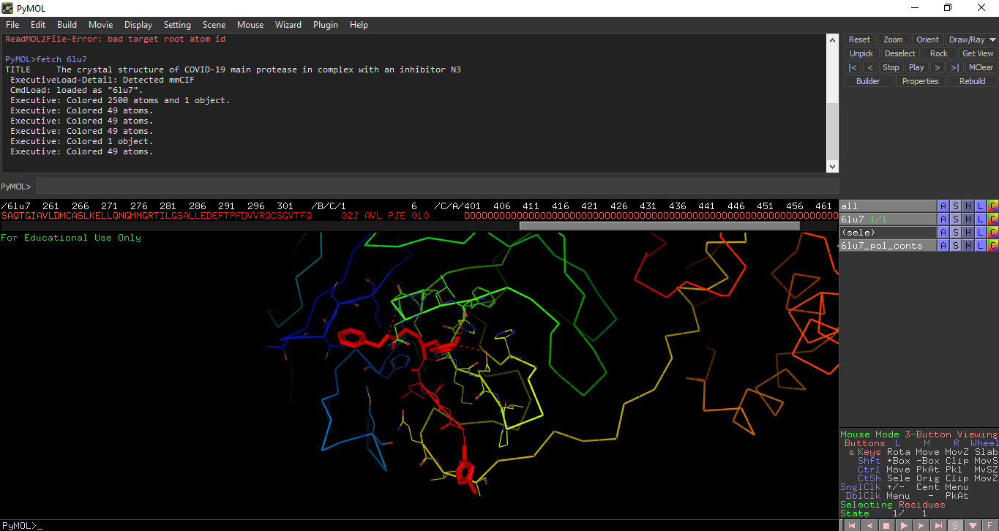 PyMOL
File Edit Build Movie Display Setting Scene Mouse Wizard Plugin Help
ReadMOL2File-Error: bad target root atom id
PyMOL>fetch 6lu7
TITLE     The crystal structure of COVID-19 main protease in complex with an inhibitor N3
ExecutiveLoad-Detail: Detected mmCIF
CmdLoad: loaded as "6lu7".
Executive: Colored 2500 atoms and 1 object.
Executive: Colored 49 atoms.
Executive: Colored 49 atoms.
Executive: Colored 49 atoms.
Executive: Colored 1 object.
Executive: Colored 49 atoms.
Reset Zoom Orient Draw/Ray
Unpick Deselect Rock Get View
|< < Stop Play > >| MClear
Builder Properties Rebuild
PyMOL>
/6lu7 261 266 271 276 281 286 291 296 301 /B/C/1 6 /C/A/401 406 411 416 421 426 431 436 441 446 451 456 461
SAQTGIAVLDMCASLKELLQNGMNGRTILGSALLEDEFTPFDVVRQCSGVTFQ 02J AVL PJE 010 OOOOOOOOOOOOOOOOOOOOOOOOOOOOOOOOOOOOOOOOOOOOOOOOOOOOOOOOOOOOOOOO
For Educational Use Only
all A S H L C
6lu7 1/1 A S H L C
(sele) A S H L C
6lu7_pol_conts A S H L C
Mouse Mode 3-Button Viewing
Buttons L M R Wheel
& Keys Rota Move MovZ Slab
Shft +Box -Box Clip MovS
Ctrl Move PkAt Pk1 MvSZ
CtSh Sele Orig Clip MovZ
SnglClk +/- Cent Menu
DblClk Menu - PkAt
Selecting Residues
State 1/ 1
PyMOL>_
S F